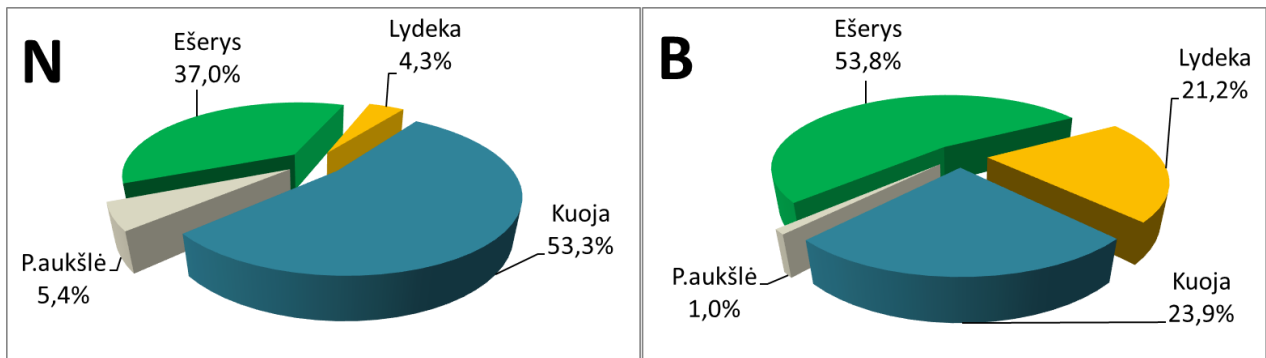 N
Ešerys
37,0%
Lydeka
4,3%
Kuoja
53,3%
P.aukšlė
5,4%
B
Ešerys
53,8%
Lydeka
21,2%
Kuoja
23,9%
P.aukšlė
1,0%